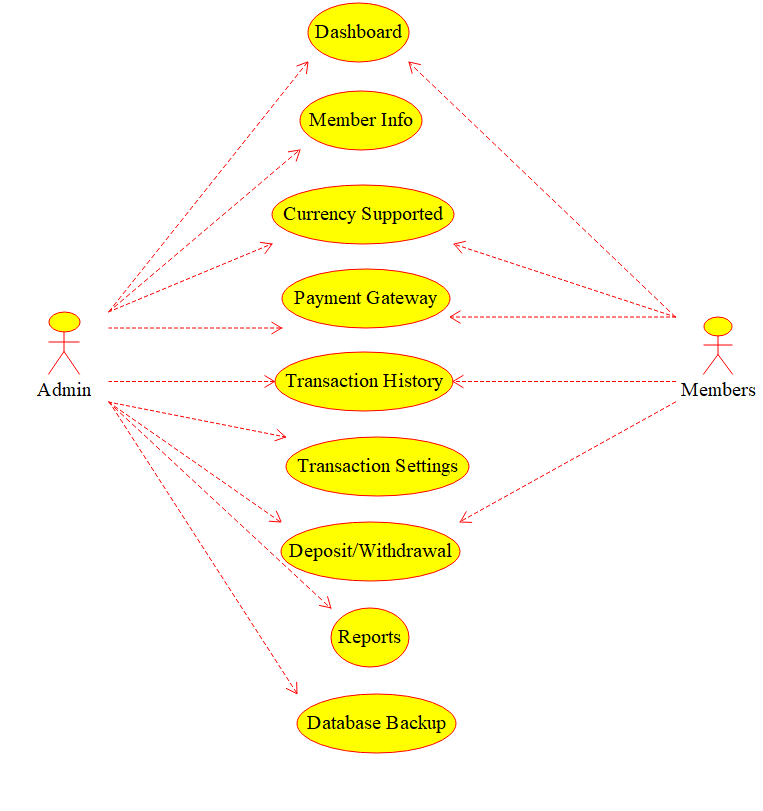 Dashboard
Member Info
Currency Supported
Payment Gateway
Transaction History
Admin
Members
Transaction Settings
Deposit/Withdrawal
Reports
Database Backup